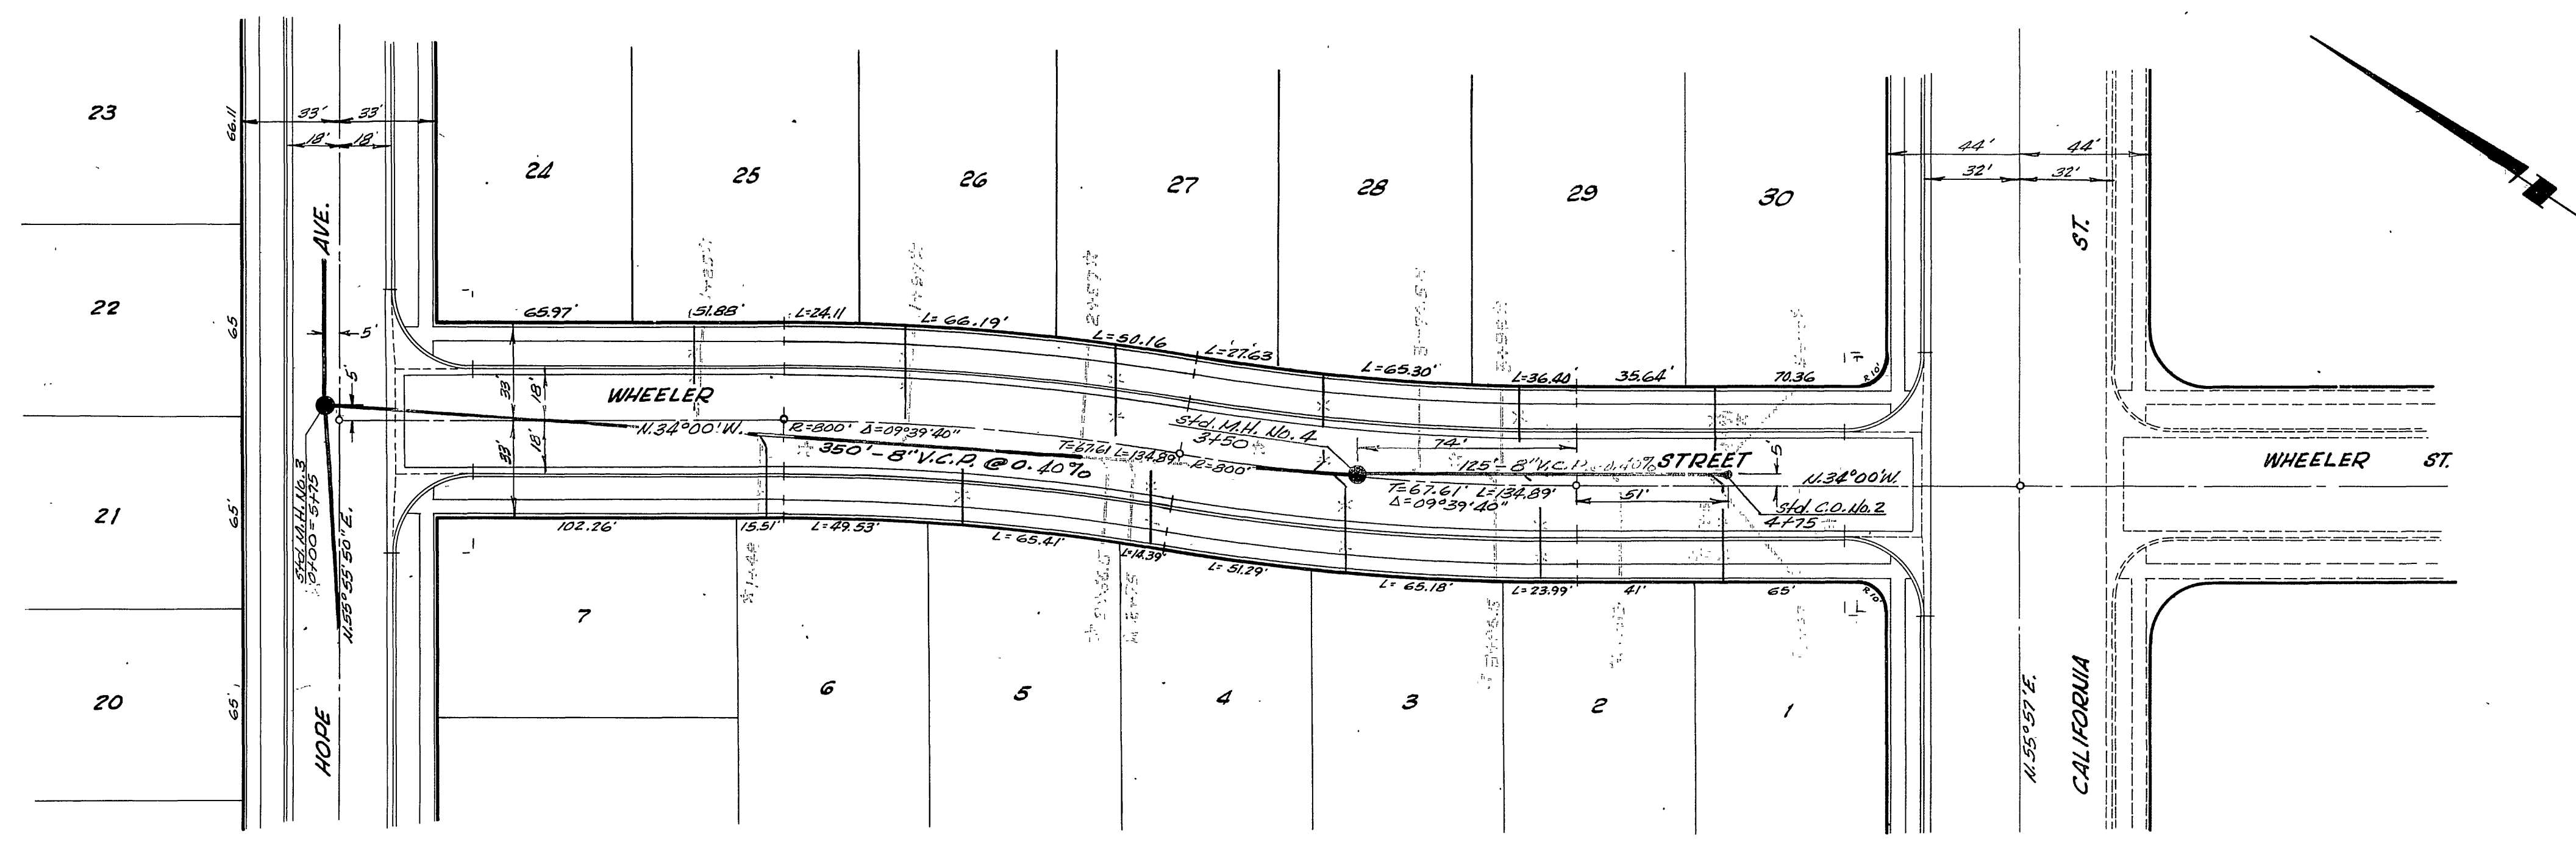 23
66.11
33'
33'
18'
18'
AVE.
22
65
5'
5'
21
65'
Std. M.H. No. 3
0+00=5+75
N.55°55'50"E.
20
65'
HOPE
24
25
26
27
28
29
30
65.97'
51.88'
L=24.11
L=66.19'
L=50.16
L=27.63
L=65.30'
L=36.40'
35.64'
70.36
R10'
33'
18'
33'
18'
WHEELER
N.34°00'W.
R=800' Δ=09°39'40"
350'-8"V.C.P. @ 0.40%
T=67.61 L=134.89'
R=800'
Std. M.H. No. 4
3+50
74'
125'-8"V.C.P.
STREET
5'
T=67.61' L=134.89'
Δ=09°39'40"
51'
N.34°00'W.
Std. C.O. No. 2
4+75
102.26'
15.51'
L=49.53'
L=65.41'
L=14.39'
L=51.29'
L=65.18'
L=23.99'
41'
65'
R10'
7
6
5
4
3
2
1
44'
44'
32'
32'
ST.
WHEELER ST.
N.55°57'E.
CALIFORNIA
N